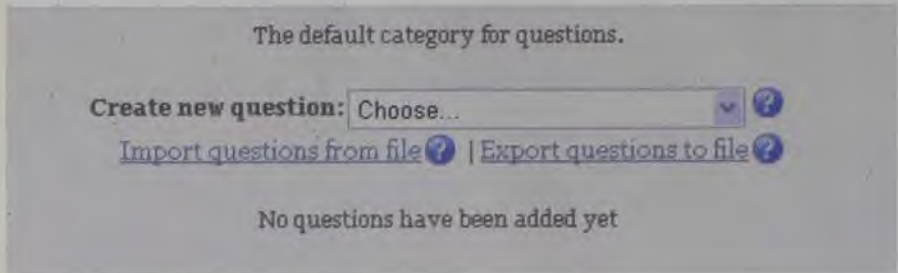 The default category for questions.
Create new question: Choose...
Import questions from file | Export questions to file
No questions have been added yet